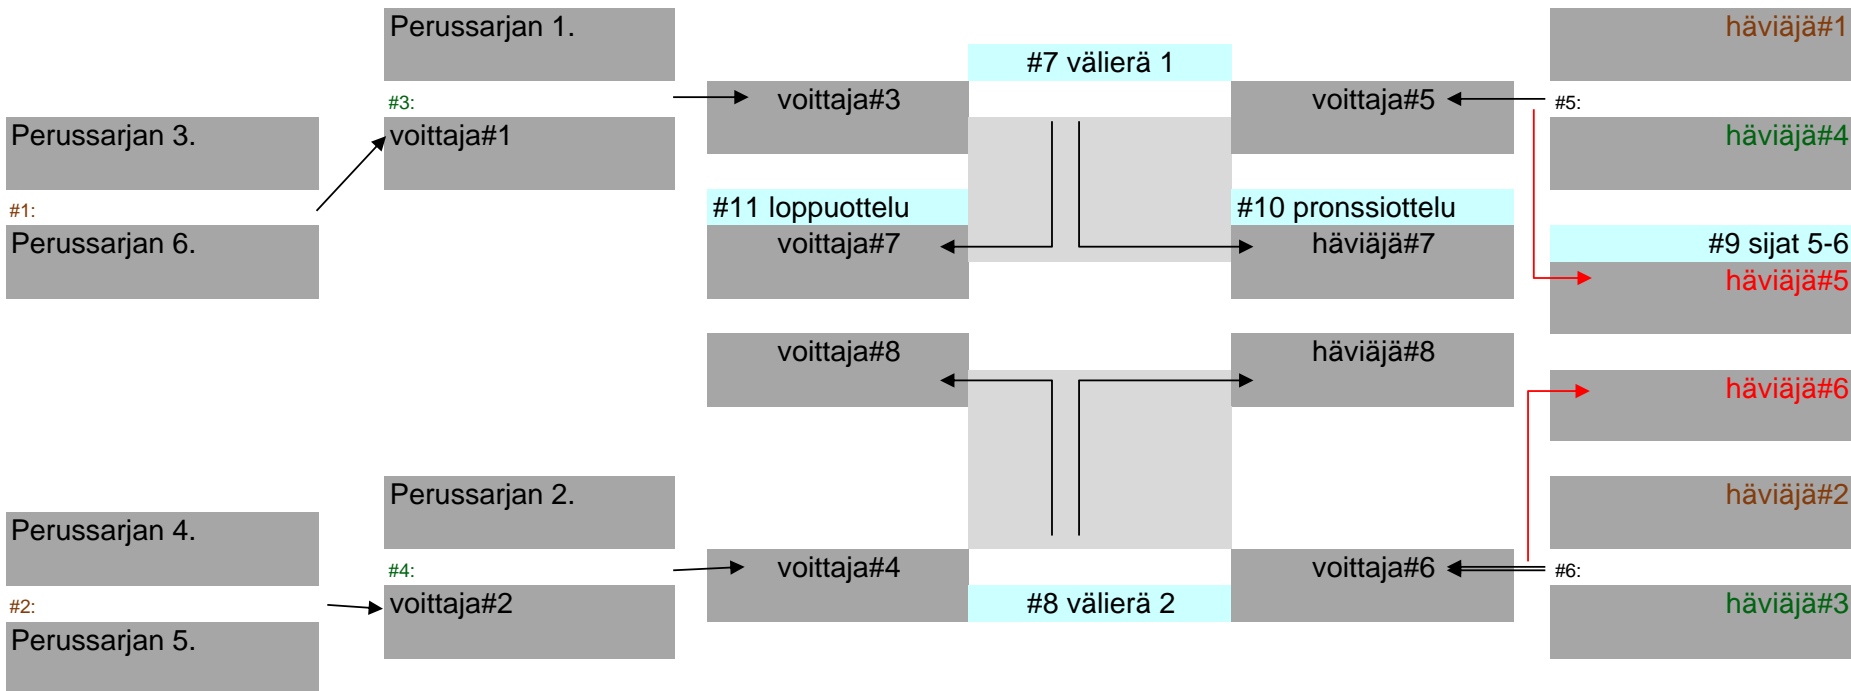 Perussarjan 1.
häviäjä#1
#7 välierä 1
#3:
voittaja#3
voittaja#5
#5:
Perussarjan 3.
voittaja#1
häviäjä#4
#1:
#11 loppuottelu
#10 pronssiottelu
Perussarjan 6.
voittaja#7
häviäjä#7
#9 sijat 5-6
häviäjä#5
voittaja#8
häviäjä#8
häviäjä#6
Perussarjan 2.
häviäjä#2
Perussarjan 4.
#4:
voittaja#4
voittaja#6
#6:
#2:
voittaja#2
#8 välierä 2
häviäjä#3
Perussarjan 5.